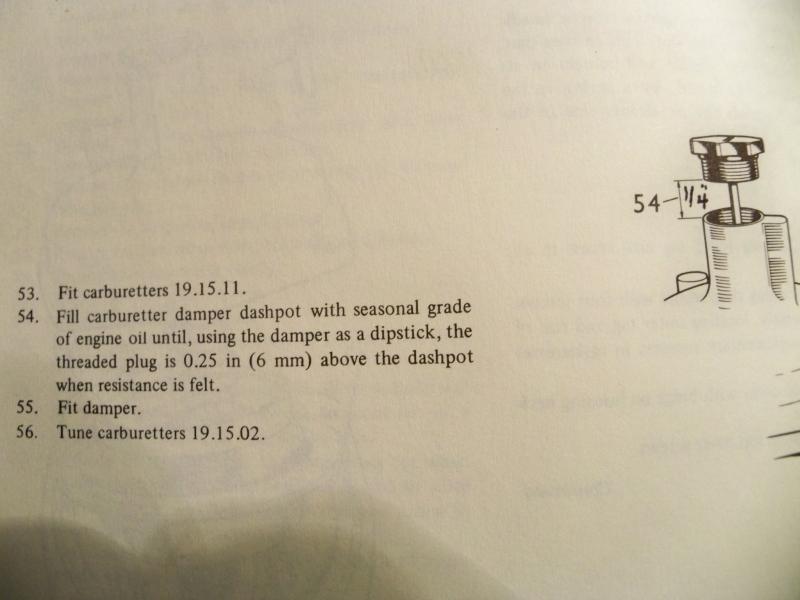 53. Fit carburetters 19.15.11.
54. Fill carburetter damper dashpot with seasonal grade
of engine oil until, using the damper as a dipstick, the
threaded plug is 0.25 in (6 mm) above the dashpot
when resistance is felt.
55. Fit damper.
56. Tune carburetters 19.15.02.
54
1/4"